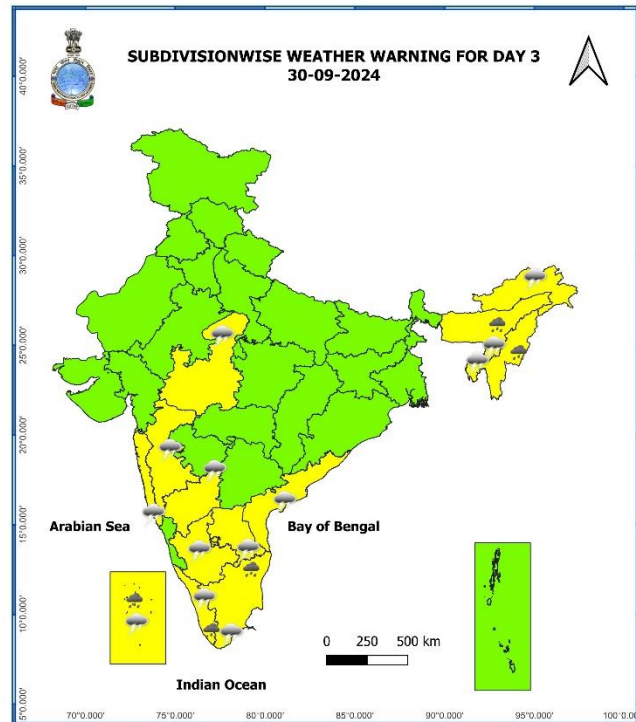 SUBDIVISIONWISE WEATHER WARNING FOR DAY 3
30-09-2024
40°0.000'
35°0.000'
30°0.000'
25°0.000'
20°0.000'
15°0.000'
10°0.000'
5°0.000'
Arabian Sea
Bay of Bengal
0 250 500 km
Indian Ocean
70°0.000' 75°0.000' 80°0.000' 85°0.000' 90°0.000' 95°0.000' 100°0.0